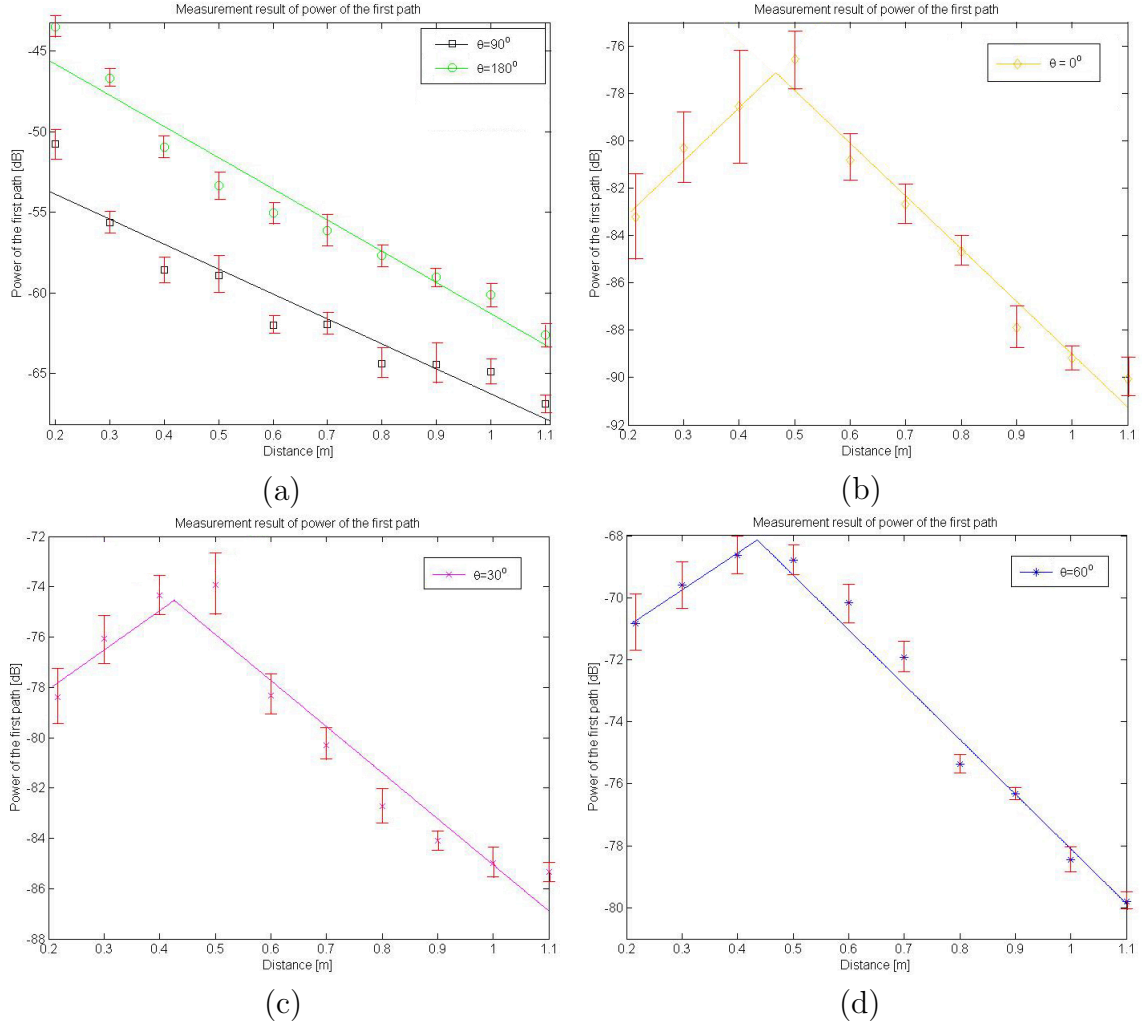 Measurement result of power of the first path
Power of the first path [dB]
-45
-50
-55
-60
-65
θ=90°
θ=180°
0.2 0.3 0.4 0.5 0.6 0.7 0.8 0.9 1 1.1
Distance [m]
(a)
Measurement result of power of the first path
Power of the first path [dB]
-76
-78
-80
-82
-84
-86
-88
-90
-92
θ = 0°
0.2 0.3 0.4 0.5 0.6 0.7 0.8 0.9 1 1.1
Distance [m]
(b)
Measurement result of power of the first path
Power of the first path [dB]
-72
-74
-76
-78
-80
-82
-84
-86
-88
θ=30°
0.2 0.3 0.4 0.5 0.6 0.7 0.8 0.9 1 1.1
Distance [m]
(c)
Measurement result of power of the first path
Power of the first path [dB]
-68
-70
-72
-74
-76
-78
-80
θ=60°
0.2 0.3 0.4 0.5 0.6 0.7 0.8 0.9 1 1.1
Distance [m]
(d)